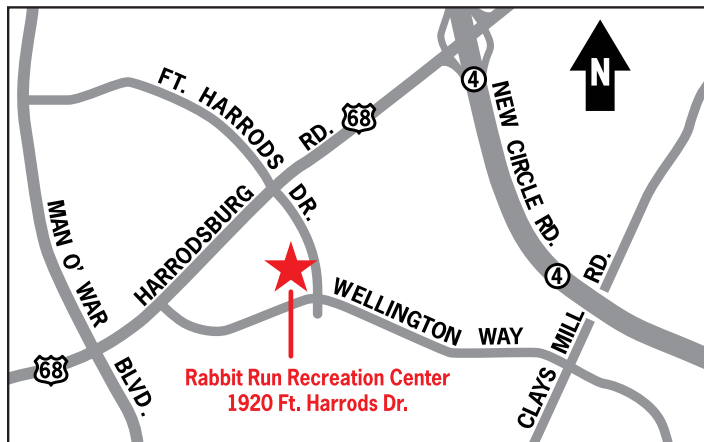 FT. HARRODS DR.
HARRODSBURG RD.
68
4
NEW CIRCLE RD.
N
MAN O' WAR BLVD.
4
WELLINGTON WAY
CLAYS MILL RD.
68
Rabbit Run Recreation Center
1920 Ft. Harrods Dr.